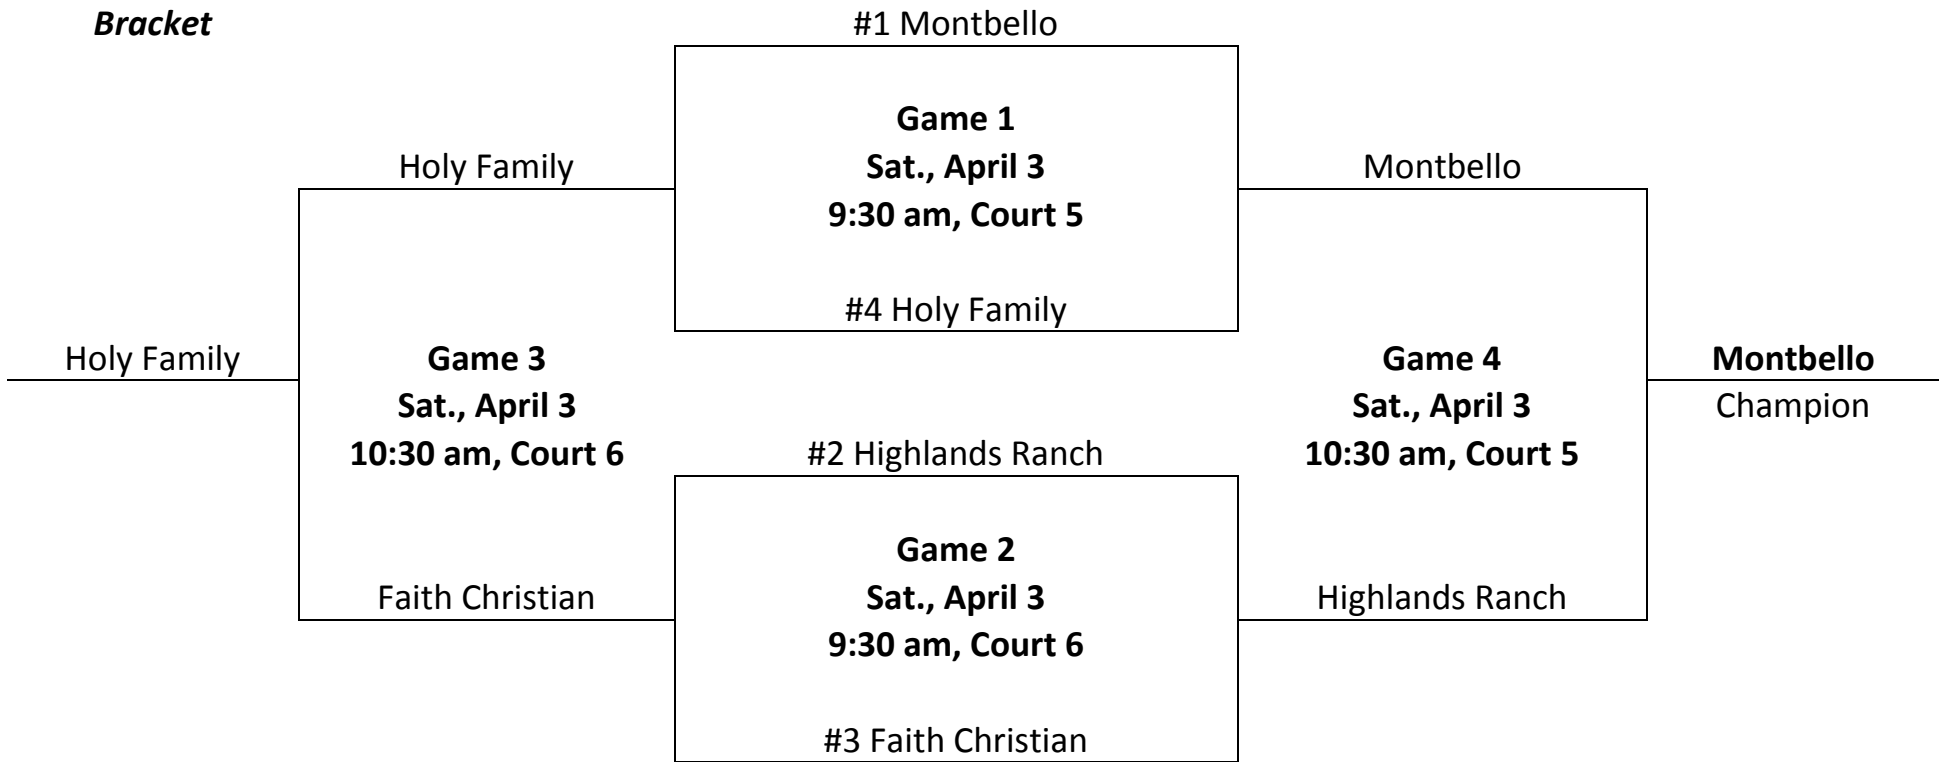 Bracket
#1 Montbello
Game 1
Sat., April 3
9:30 am, Court 5
Holy Family
Montbello
#4 Holy Family
Holy Family
Game 3
Sat., April 3
10:30 am, Court 6
Game 4
Sat., April 3
10:30 am, Court 5
Montbello
Champion
#2 Highlands Ranch
Game 2
Sat., April 3
9:30 am, Court 6
Faith Christian
Highlands Ranch
#3 Faith Christian